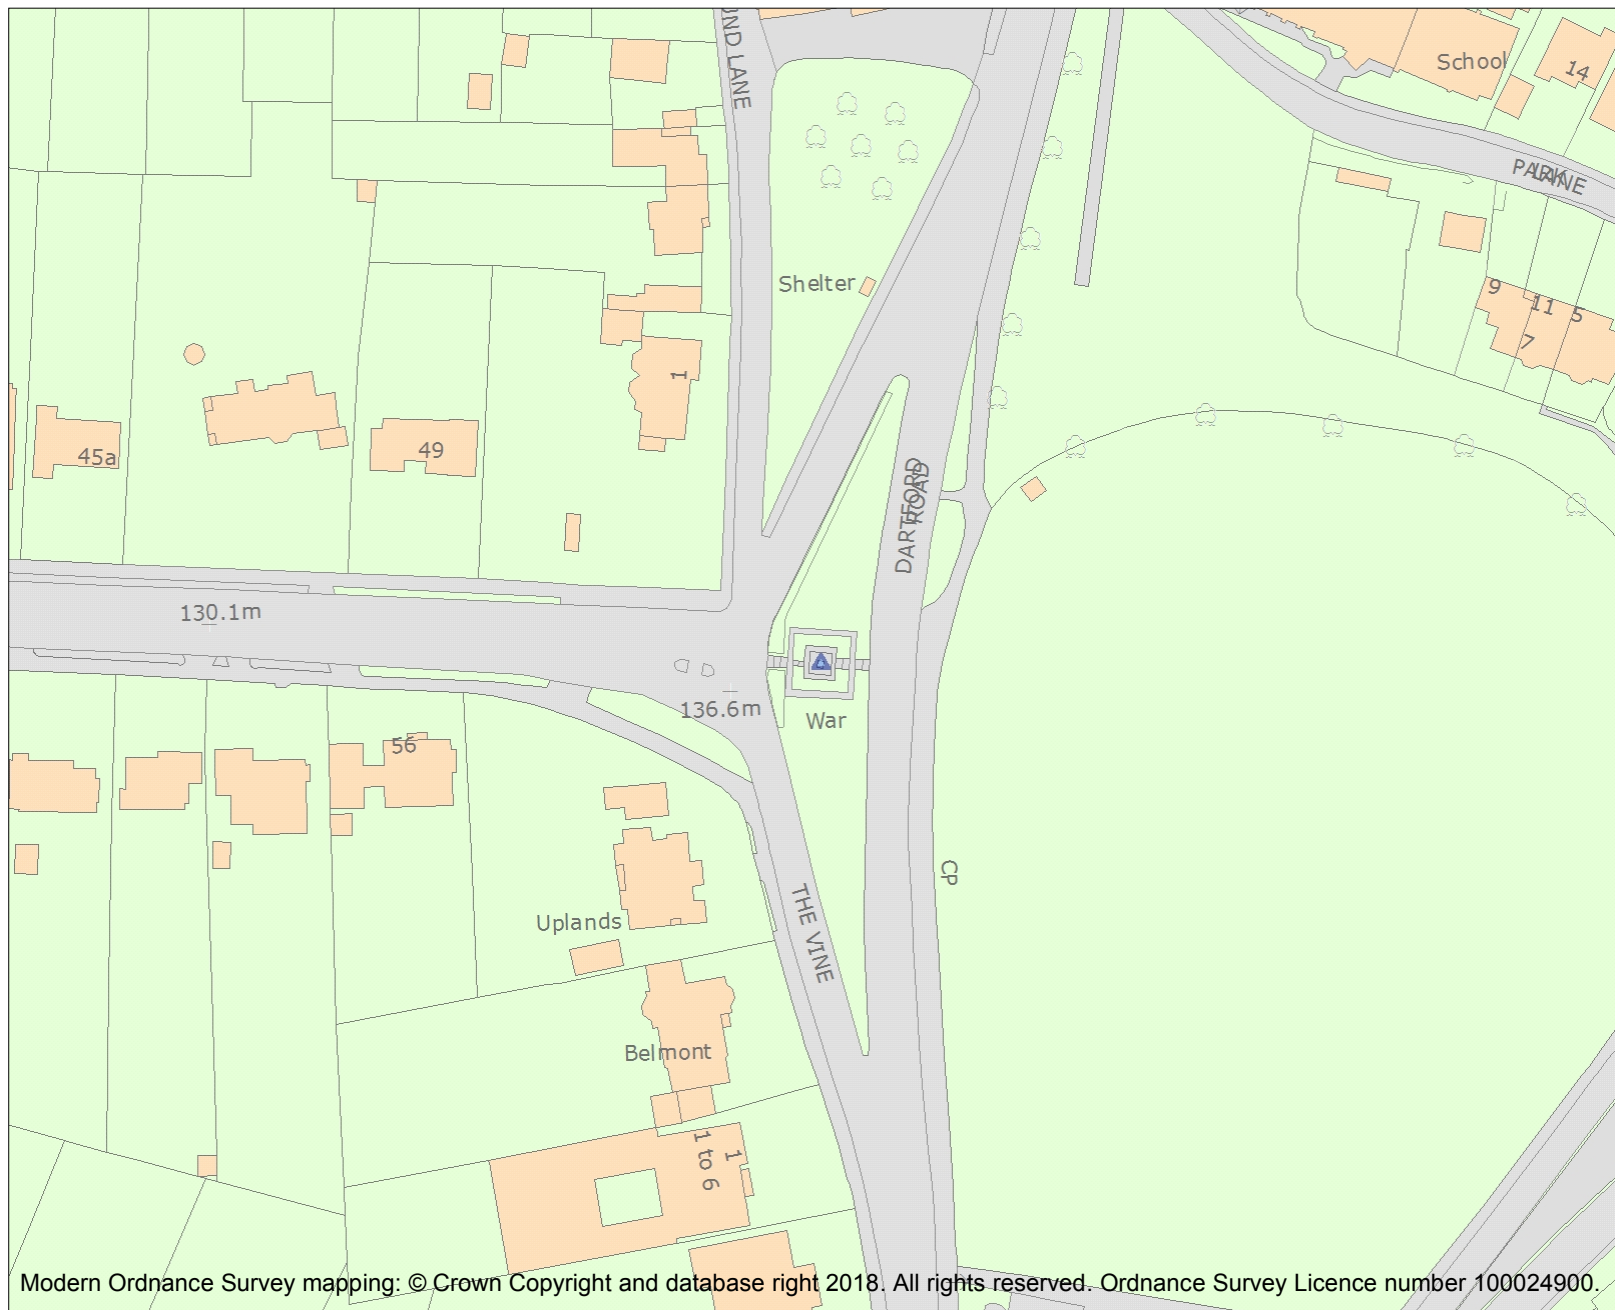 UND LANE
School
14
PARK LANE
Shelter
9
11
5
7
1
45a
49
DARTFORD
ROAD
130.1m
136.6m
War
56
CP
THE VINE
Uplands
Belmont
1
1 to 6
Modern Ordnance Survey mapping: © Crown Copyright and database right 2018. All rights reserved. Ordnance Survey Licence number 100024900.